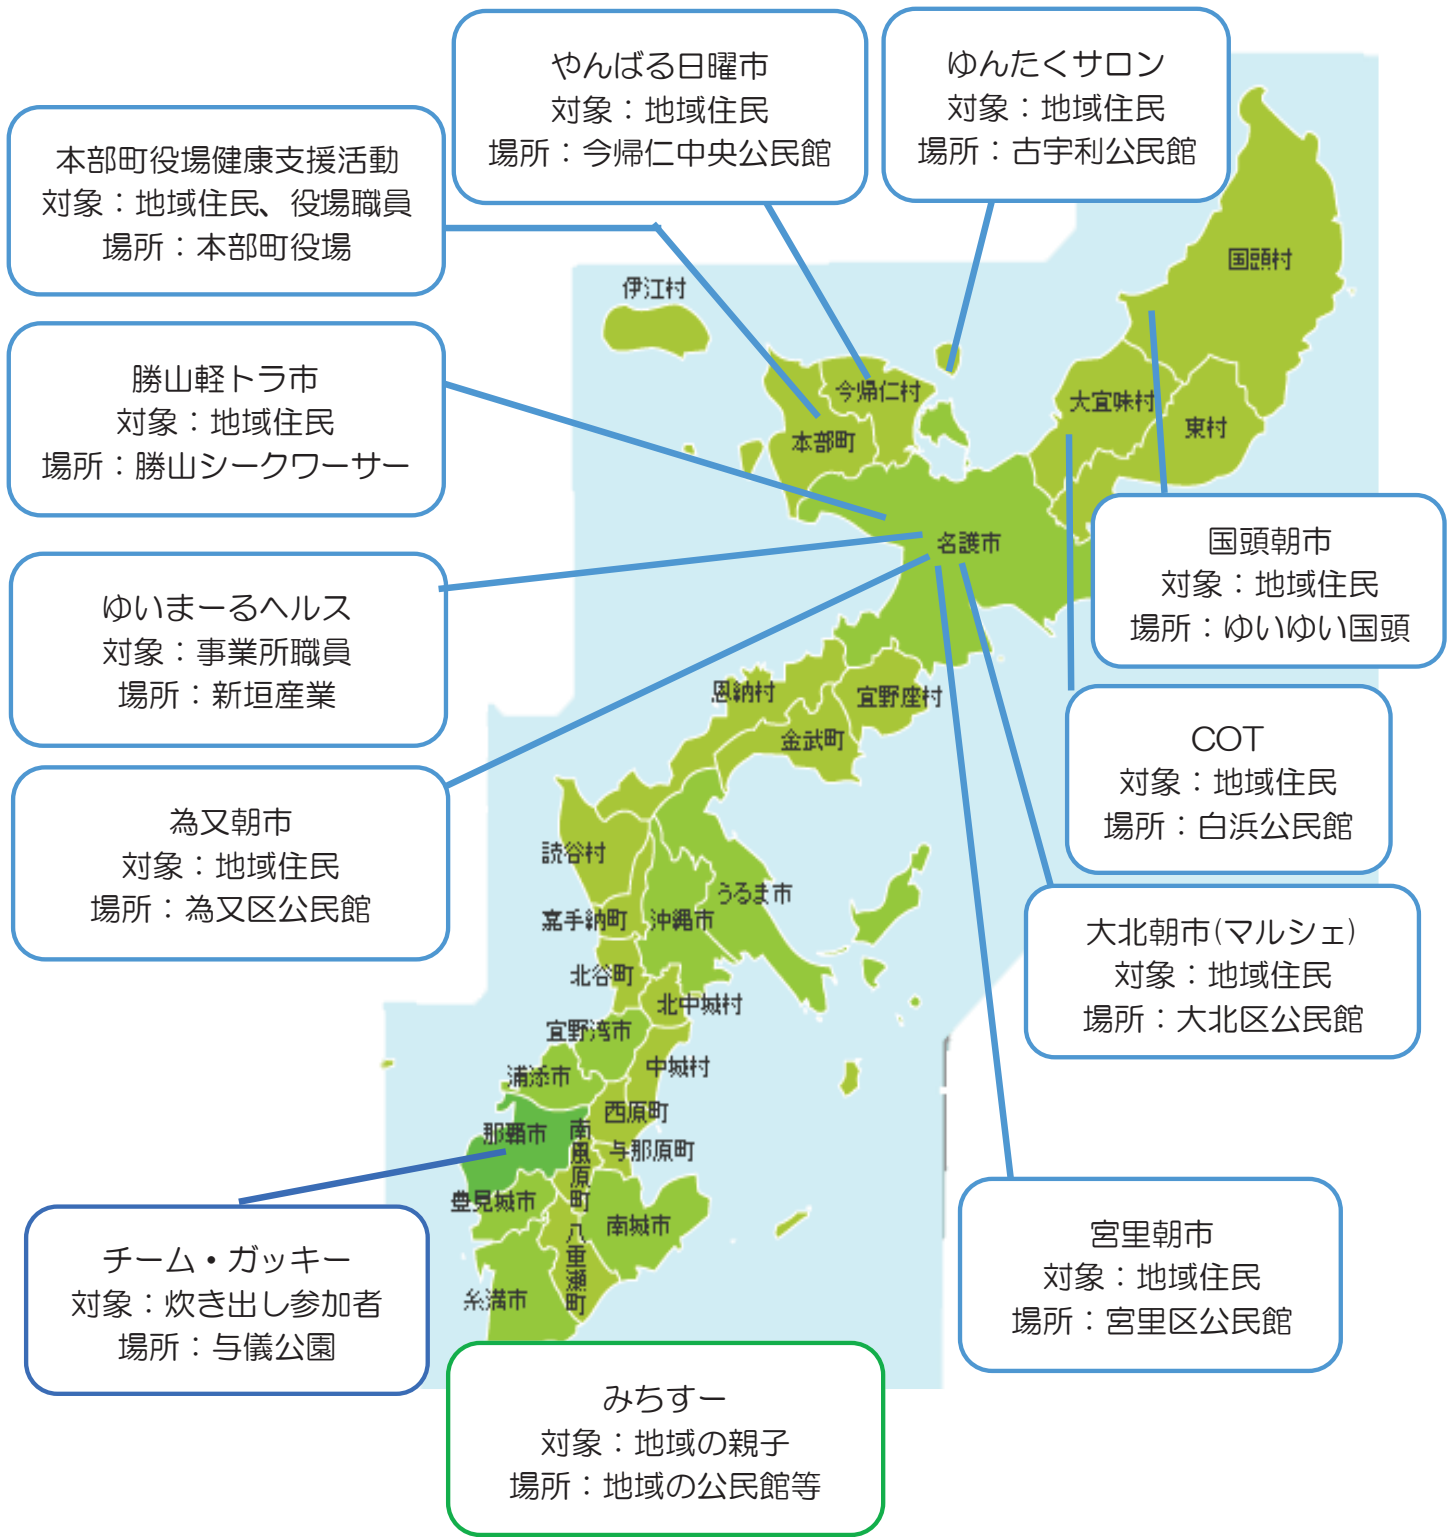 やんばる日曜市
対象：地域住民
場所：今帰仁中央公民館
ゆんたくサロン
対象：地域住民
場所：古宇利公民館
本部町役場健康支援活動
対象：地域住民、役場職員
場所：本部町役場
勝山軽トラ市
対象：地域住民
場所：勝山シークワーサー
ゆいまーるヘルス
対象：事業所職員
場所：新垣産業
為又朝市
対象：地域住民
場所：為又区公民館
国頭村
伊江村
今帰仁村
大宜味村
東村
本部町
名護市
国頭朝市
対象：地域住民
場所：ゆいゆい国頭
恩納村
宜野座村
金武町
COT
対象：地域住民
場所：白浜公民館
読谷村
うるま市
嘉手納町
沖縄市
大北朝市(マルシェ)
対象：地域住民
場所：大北区公民館
北谷町
北中城村
宜野湾市
中城村
浦添市
西原町
那覇市
南風原町
与那原町
豊見城市
南城市
八重瀬町
糸満市
チーム・ガッキー
対象：炊き出し参加者
場所：与儀公園
宮里朝市
対象：地域住民
場所：宮里区公民館
みちすー
対象：地域の親子
場所：地域の公民館等